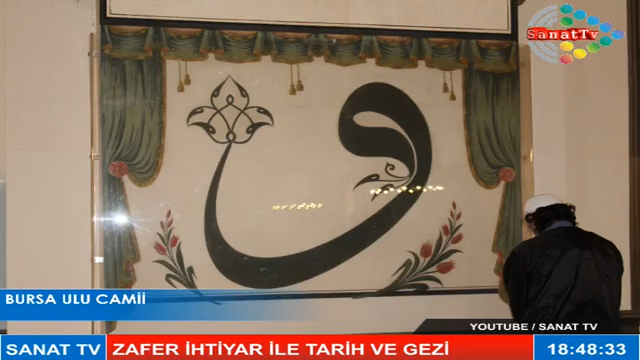 SanatTv
و
BURSA ULU CAMİİ
YOUTUBE / SANAT TV
SANAT TV ZAFER İHTİYAR İLE TARİH VE GEZİ 18:48:33